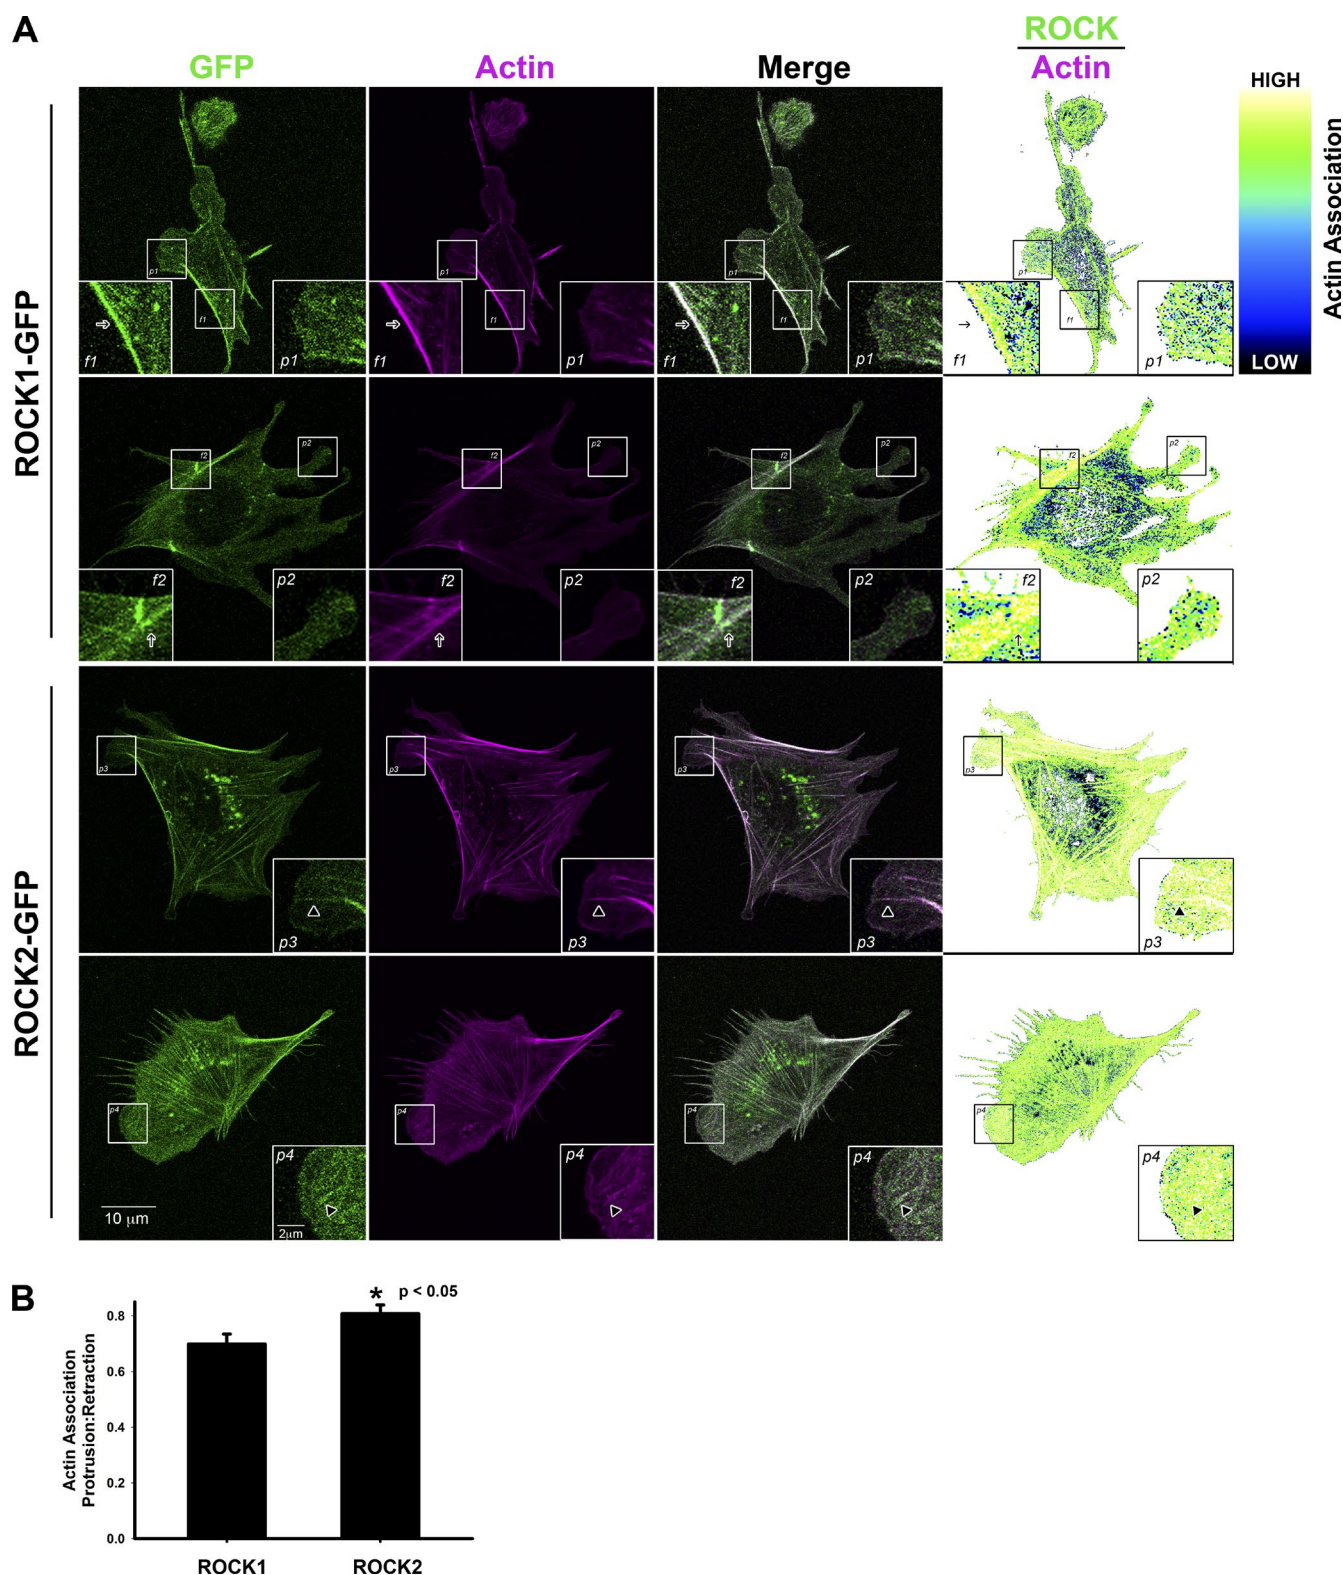 A
GFP
Actin
Merge
ROCK
Actin
HIGH
LOW
Actin Association
ROCK1-GFP
p1
f1
f1
p1
p1
f1
f1
p1
p1
f1
f1
p1
p1
f1
f1
p1
f2
p2
f2
p2
f2
p2
f2
p2
f2
p2
f2
p2
f2
p2
f2
p2
ROCK2-GFP
p3
p3
p3
p3
p3
p3
p3
p3
p4
p4
10 μm
2μm
p4
p4
p4
p4
p4
p4
B
* p < 0.05
Actin Association
Protrusion:Retraction
0.8
0.6
0.4
0.2
0.0
ROCK1
ROCK2